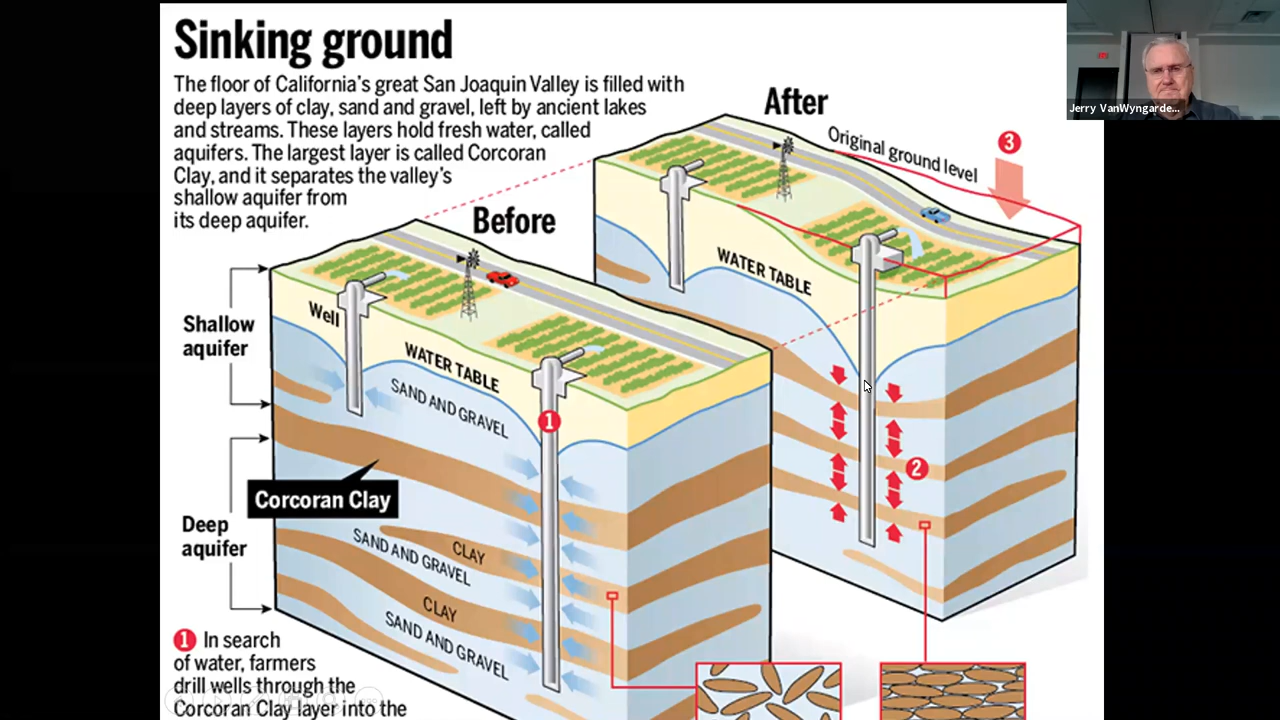 Sinking ground
The floor of California's great San Joaquin Valley is filled with
deep layers of clay, sand and gravel, left by ancient lakes
and streams. These layers hold fresh water, called
aquifers. The largest layer is called Corcoran
Clay, and it separates the valley's
shallow aquifer from
its deep aquifer.
Jerry VanWyngarde...
After
Original ground level
3
Before
WATER TABLE
Shallow
aquifer
Well
WATER TABLE
SAND AND GRAVEL
1
2
Corcoran Clay
Deep
aquifer
CLAY
SAND AND GRAVEL
CLAY
SAND AND GRAVEL
1 In search
of water, farmers
drill wells through the
Corcoran Clay layer into the